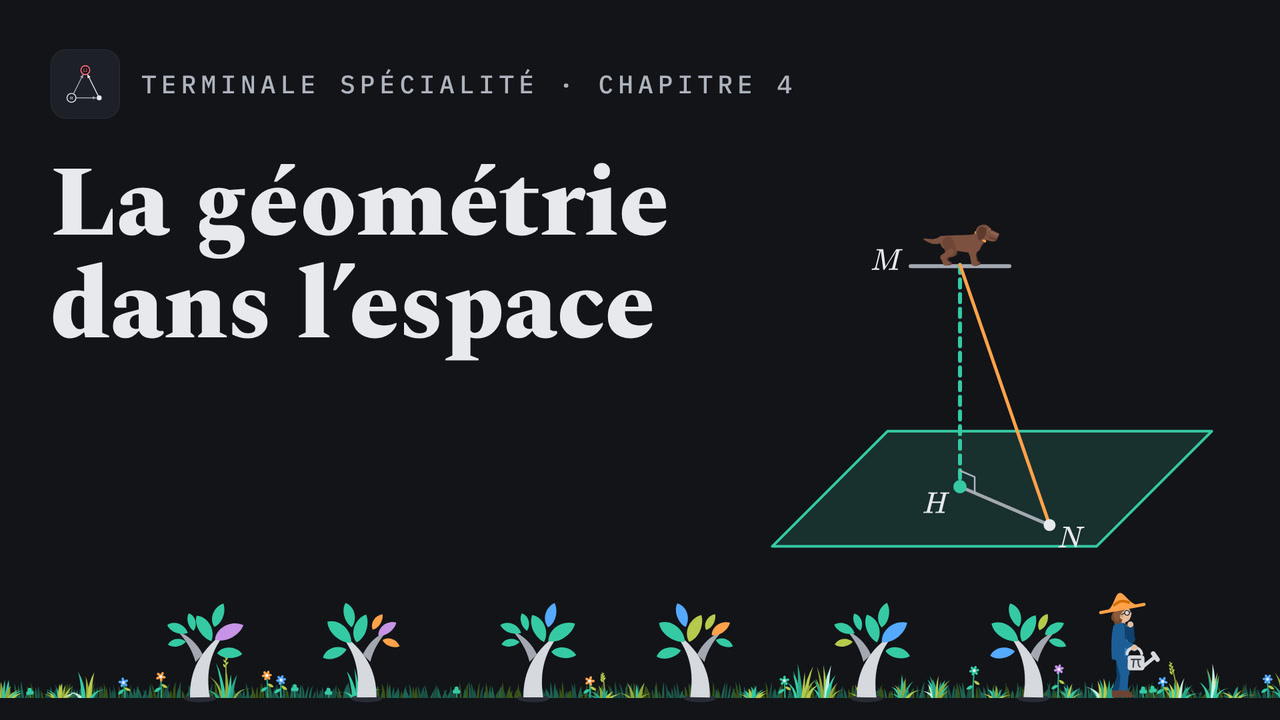 TERMINALE SPÉCIALITÉ · CHAPITRE 4
La géométrie
dans l'espace
M
H
N
π